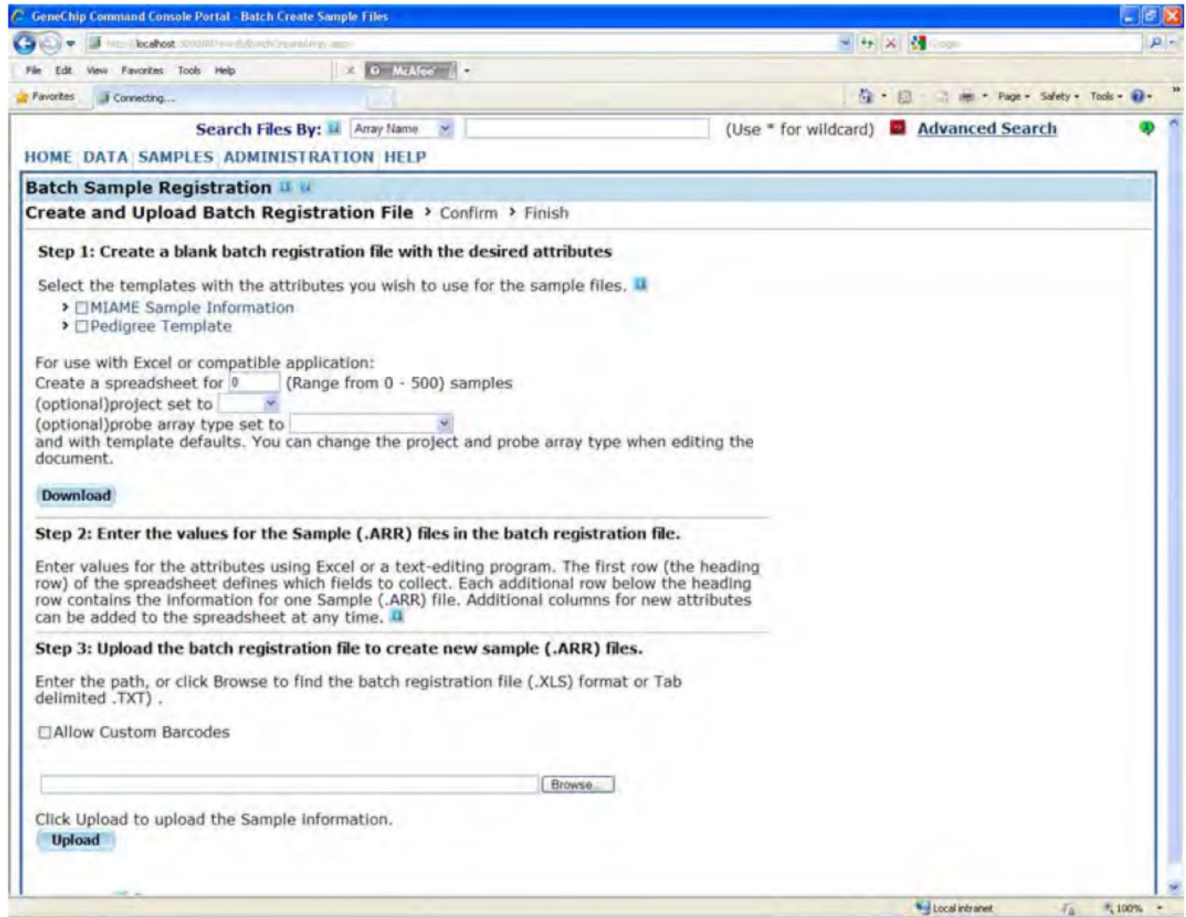 GeneChip Command Console Portal - Batch Create Sample Files
localhost
File Edit View Favorites Tools Help
McAfee
Favorites Connecting...
Page Safety Tools
Search Files By: Array Name (Use * for wildcard) Advanced Search
HOME DATA SAMPLES ADMINISTRATION HELP
Batch Sample Registration
Create and Upload Batch Registration File > Confirm > Finish
Step 1: Create a blank batch registration file with the desired attributes
Select the templates with the attributes you wish to use for the sample files.
> MIAME Sample Information
> Pedigree Template
For use with Excel or compatible application:
Create a spreadsheet for 0 (Range from 0 - 500) samples
(optional)project set to
(optional)probe array type set to
and with template defaults. You can change the project and probe array type when editing the
document.
Download
Step 2: Enter the values for the Sample (.ARR) files in the batch registration file.
Enter values for the attributes using Excel or a text-editing program. The first row (the heading
row) of the spreadsheet defines which fields to collect. Each additional row below the heading
row contains the information for one Sample (.ARR) file. Additional columns for new attributes
can be added to the spreadsheet at any time.
Step 3: Upload the batch registration file to create new sample (.ARR) files.
Enter the path, or click Browse to find the batch registration file (.XLS) format or Tab
delimited .TXT) .
Allow Custom Barcodes
Browse...
Click Upload to upload the Sample information.
Upload
Local intranet 100%